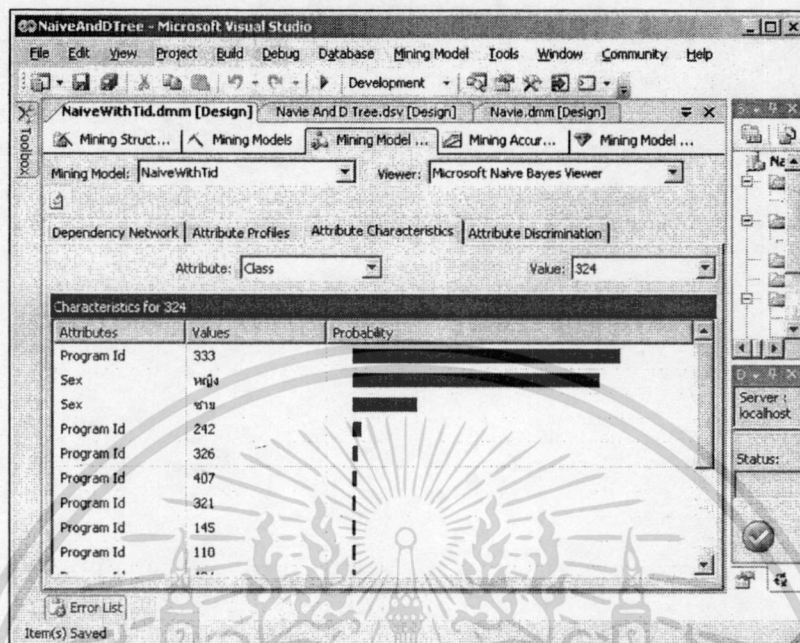 NaiveAndDTree - Microsoft Visual Studio
File Edit View Project Build Debug Database Mining Model Tools Window Community Help
Development
Toolbox
NaiveWithTid.dmm [Design] Navie And D Tree.dsv [Design] Navie.dmm [Design]
Mining Struct... Mining Models Mining Model ... Mining Accur... Mining Model ...
Mining Model: NaiveWithTid Viewer: Microsoft Naive Bayes Viewer
Dependency Network Attribute Profiles Attribute Characteristics Attribute Discrimination
Attribute: Class Value: 324
Characteristics for 324
Attributes Values Probability
Program Id 333
Sex หญิง
Sex ชาย
Program Id 242
Program Id 326
Program Id 407
Program Id 321
Program Id 145
Program Id 110
Na
Server :
localhost
Status:
Error List
Item(s) Saved